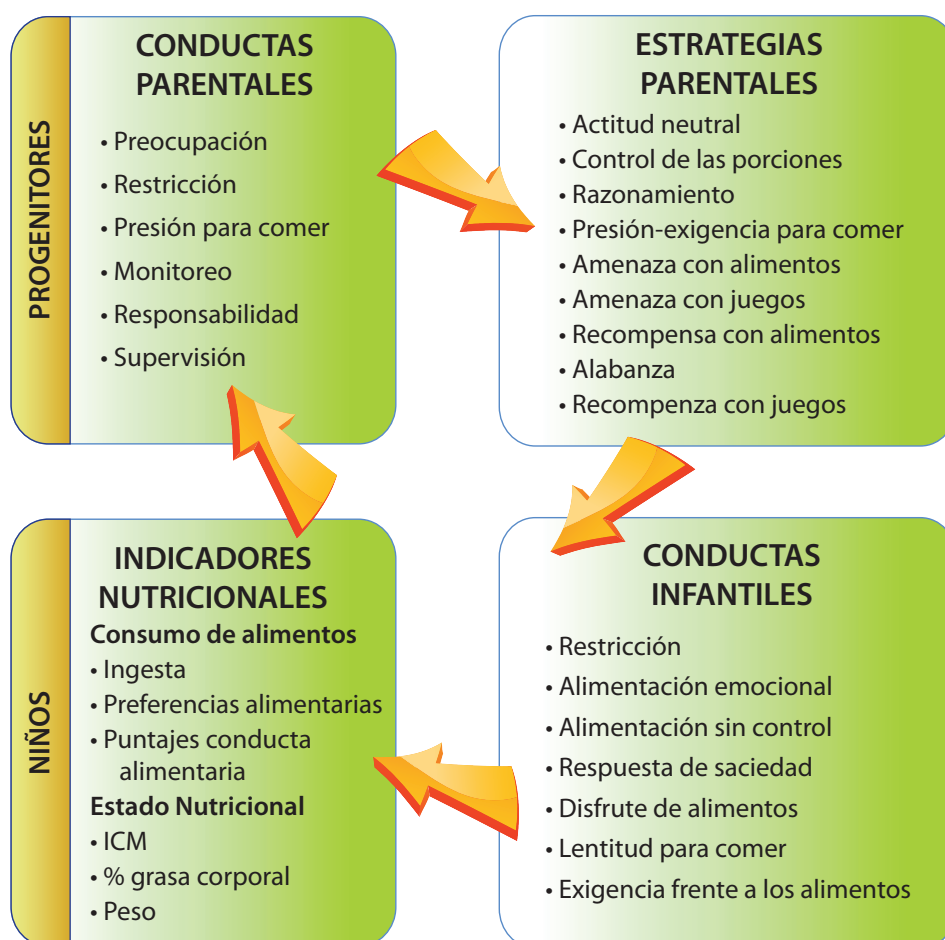 PROGENITORES
CONDUCTAS
PARENTALES
• Preocupación
• Restricción
• Presión para comer
• Monitoreo
• Responsabilidad
• Supervisión
ESTRATEGIAS
PARENTALES
• Actitud neutral
• Control de las porciones
• Razonamiento
• Presión-exigencia para comer
• Amenaza con alimentos
• Amenaza con juegos
• Recompensa con alimentos
• Alabanza
• Recompenza con juegos
NIÑOS
INDICADORES
NUTRICIONALES
Consumo de alimentos
• Ingesta
• Preferencias alimentarias
• Puntajes conducta
alimentaria
Estado Nutricional
• ICM
• % grasa corporal
• Peso
CONDUCTAS
INFANTILES
• Restricción
• Alimentación emocional
• Alimentación sin control
• Respuesta de saciedad
• Disfrute de alimentos
• Lentitud para comer
• Exigencia frente a los alimentos